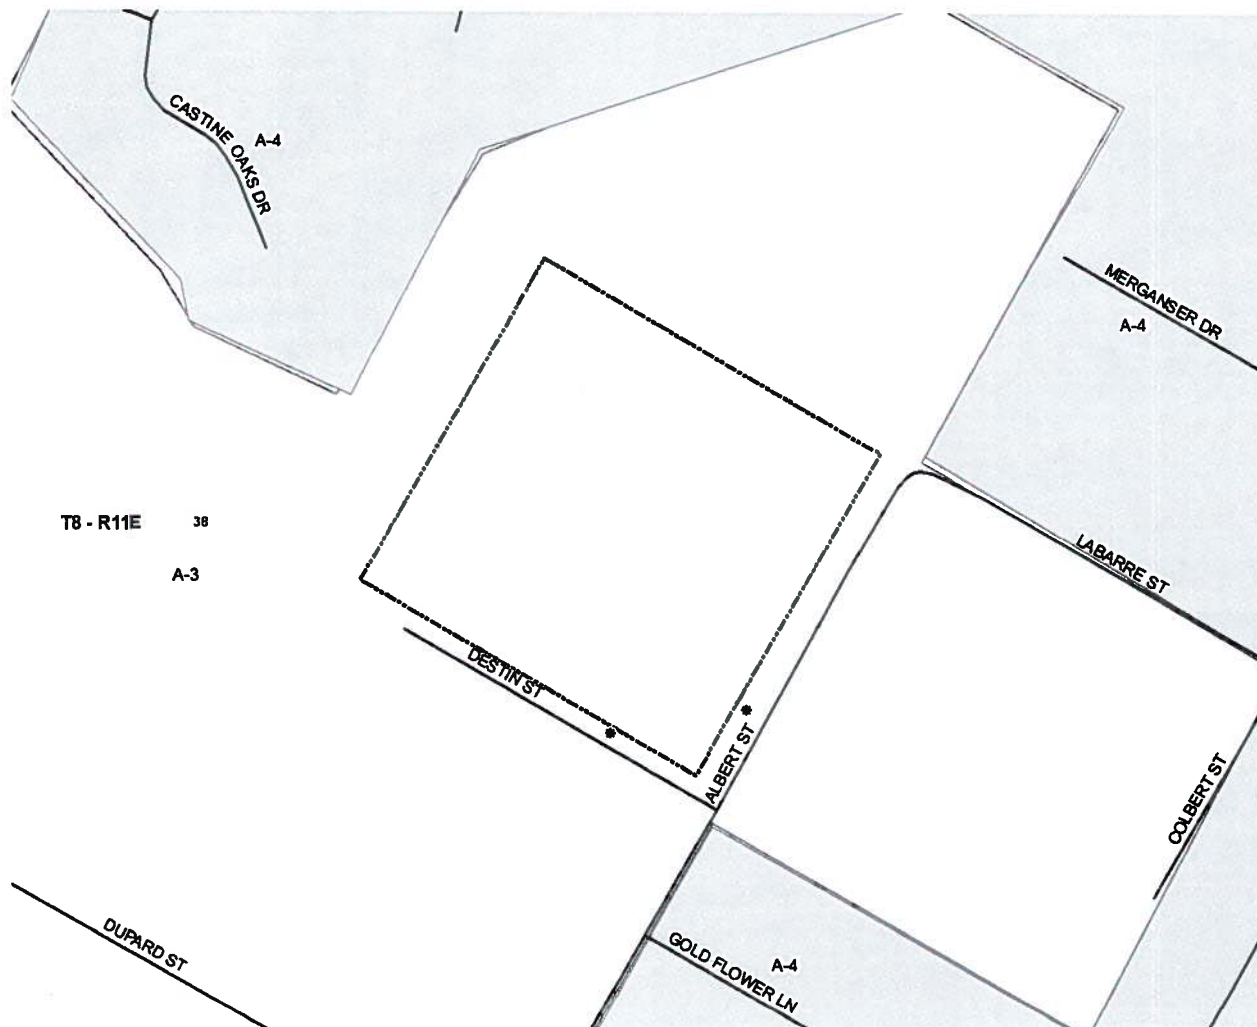 CASTINE OAKS DR
A-4
MERGANSER DR
A-4
T8 - R11E
38
LABARRE ST
A-3
DESTIN ST
ALBERT ST
COLBERT ST
DUPARD ST
GOLD FLOWER LN
A-4